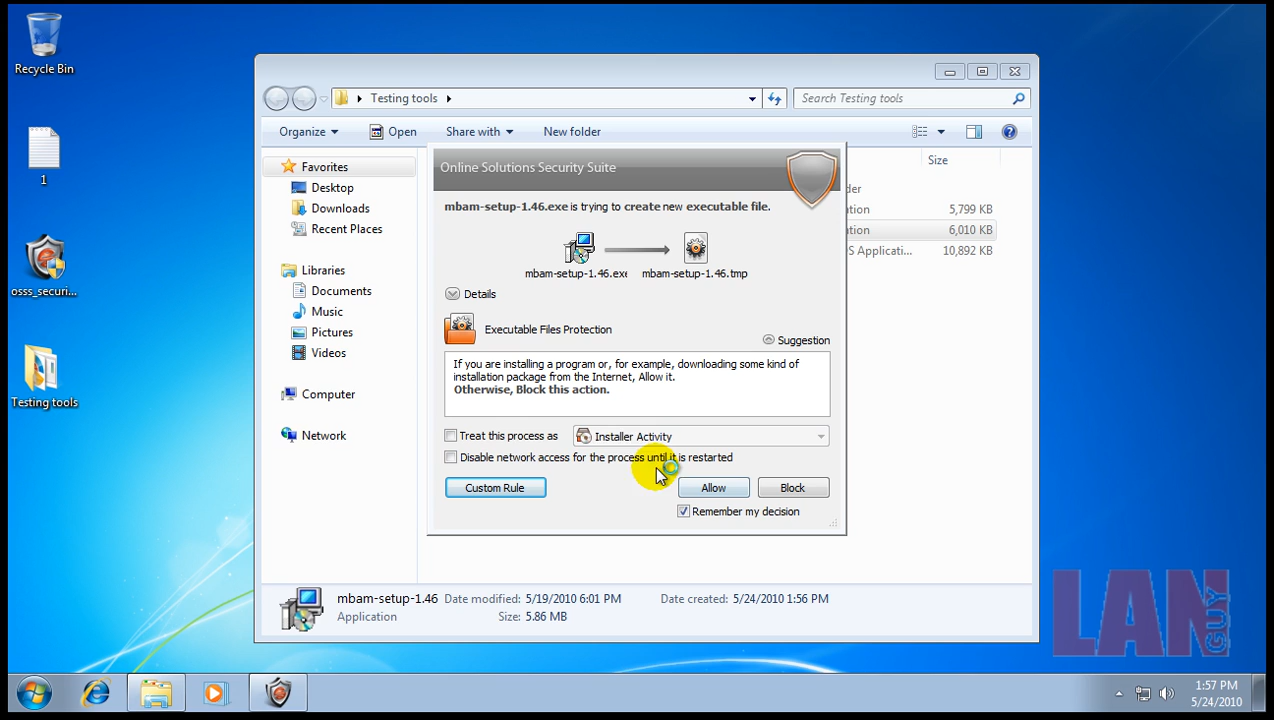 Recycle Bin
1
osss_securi...
Testing tools
Testing tools
Search Testing tools
Organize
Open
Share with
New folder
Favorites
Desktop
Downloads
Recent Places
Libraries
Documents
Music
Pictures
Videos
Computer
Network
Size
der
ation 5,799 KB
ation 6,010 KB
S Applicati... 10,892 KB
Online Solutions Security Suite
mbam-setup-1.46.exe is trying to create new executable file.
mbam-setup-1.46.exe mbam-setup-1.46.tmp
Details
Executable Files Protection
Suggestion
If you are installing a program or, for example, downloading some kind of
installation package from the Internet, Allow it.
Otherwise, Block this action.
Treat this process as Installer Activity
Disable network access for the process until it is restarted
Custom Rule Allow Block
Remember my decision
mbam-setup-1.46 Date modified: 5/19/2010 6:01 PM Date created: 5/24/2010 1:56 PM
Application Size: 5.86 MB
LAN GUY
1:57 PM
5/24/2010